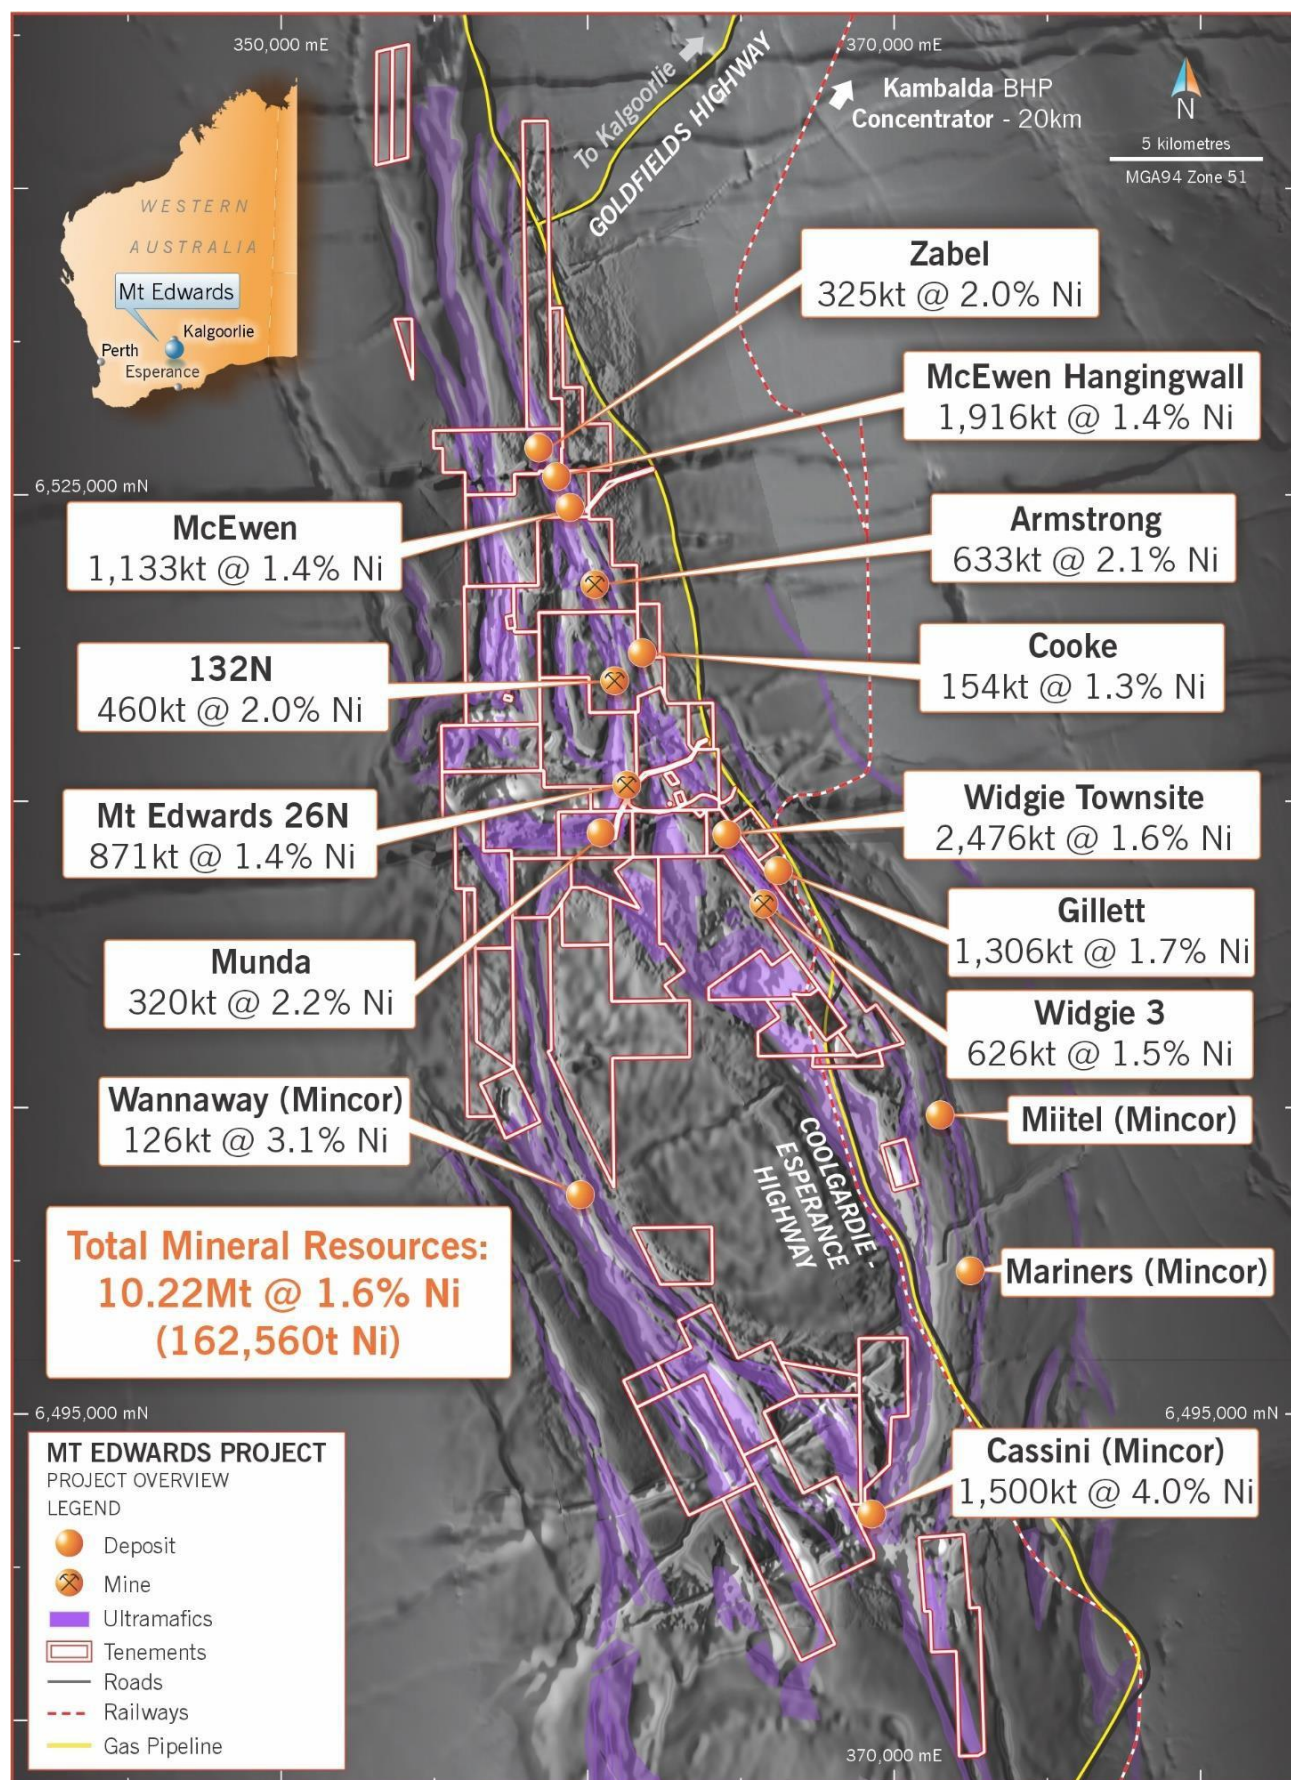 350,000 mE
370,000 mE
To Kalgoorlie
GOLDFIELDS HIGHWAY
Kambalda BHP
Concentrator - 20km
N
5 kilometres
MGA94 Zone 51
WESTERN
AUSTRALIA
Mt Edwards
Kalgoorlie
Perth
Esperance
Zabel
325kt @ 2.0% Ni
McEwen Hangingwall
1,916kt @ 1.4% Ni
6,525,000 mN
McEwen
1,133kt @ 1.4% Ni
Armstrong
633kt @ 2.1% Ni
132N
460kt @ 2.0% Ni
Cooke
154kt @ 1.3% Ni
Mt Edwards 26N
871kt @ 1.4% Ni
Widgie Townsite
2,476kt @ 1.6% Ni
Gillett
1,306kt @ 1.7% Ni
Munda
320kt @ 2.2% Ni
Widgie 3
626kt @ 1.5% Ni
Wannaway (Mincor)
126kt @ 3.1% Ni
Miitel (Mincor)
COOLGARDIE -
ESPERANCE
HIGHWAY
Total Mineral Resources:
10.22Mt @ 1.6% Ni
(162,560t Ni)
Mariners (Mincor)
6,495,000 mN
6,495,000 mN
Cassini (Mincor)
1,500kt @ 4.0% Ni
MT EDWARDS PROJECT
PROJECT OVERVIEW
LEGEND
Deposit
Mine
Ultramafics
Tenements
Roads
Railways
Gas Pipeline
370,000 mE